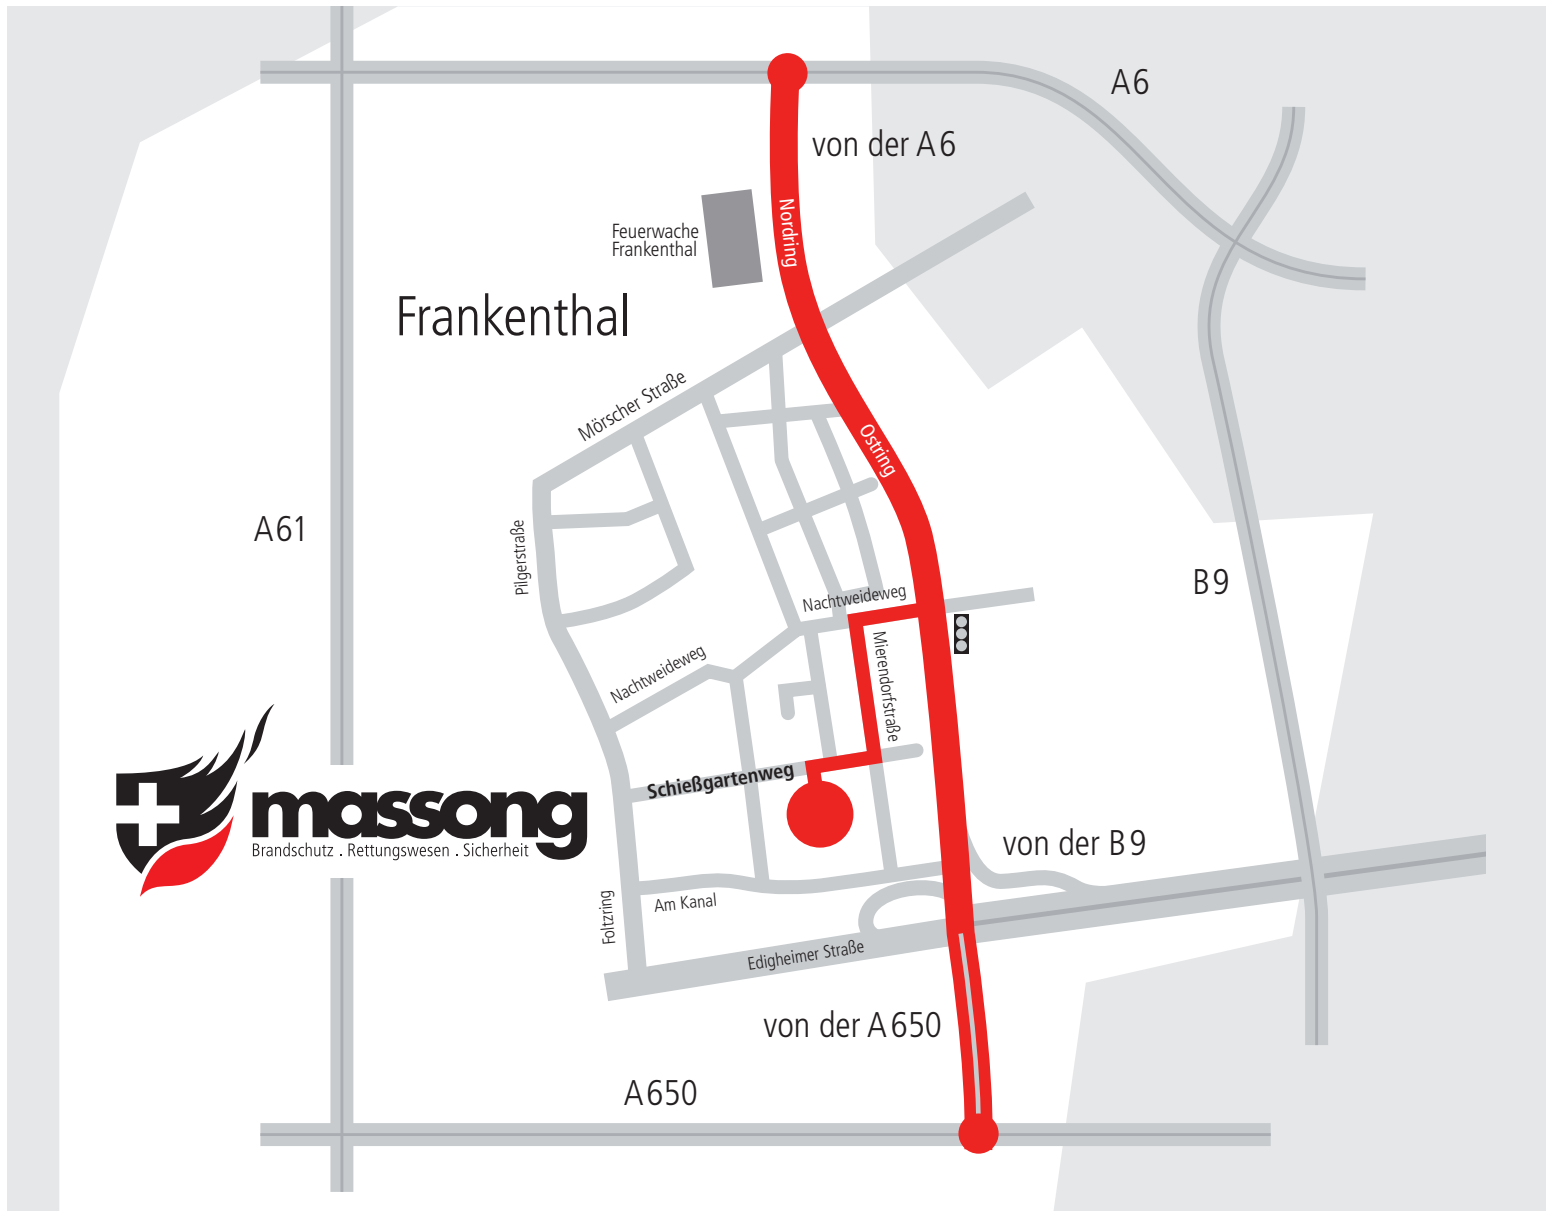 A6
von der A6
Nordring
Feuerwache
Frankenthal
Frankenthal
Mörscher Straße
Ostring
A61
Pilgerstraße
B9
Nachtweideweg
Mierendorfstraße
Nachtweideweg
Schießgartenweg
massong
Brandschutz . Rettungswesen . Sicherheit
von der B9
Am Kanal
Foltzring
Edigheimer Straße
von der A650
A650